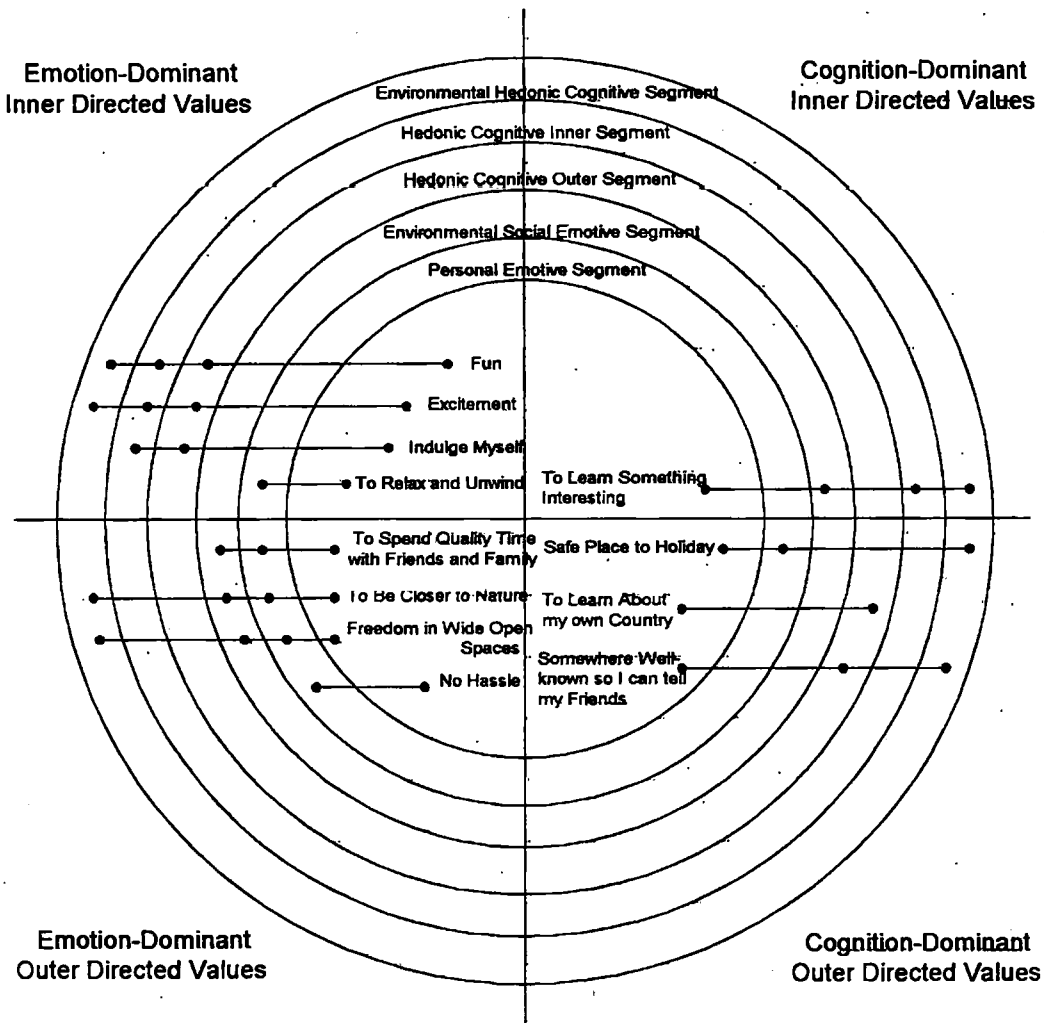 Emotion-Dominant
Inner Directed Values
Cognition-Dominant
Inner Directed Values
Environmental Hedonic Cognitive Segment
Hedonic Cognitive Inner Segment
Hedonic Cognitive Outer Segment
Environmental Social Emotive Segment
Personal Emotive Segment
Fun
Excitement
Indulge Myself
To Relax and Unwind
To Learn Something
Interesting
To Spend Quality Time
with Friends and Family
Safe Place to Holiday
To Be Closer to Nature
To Learn About
my own Country
Freedom in Wide Open
Spaces
No Hassle
Somewhere Well-
known so I can tell
my Friends
Emotion-Dominant
Outer Directed Values
Cognition-Dominant
Outer Directed Values